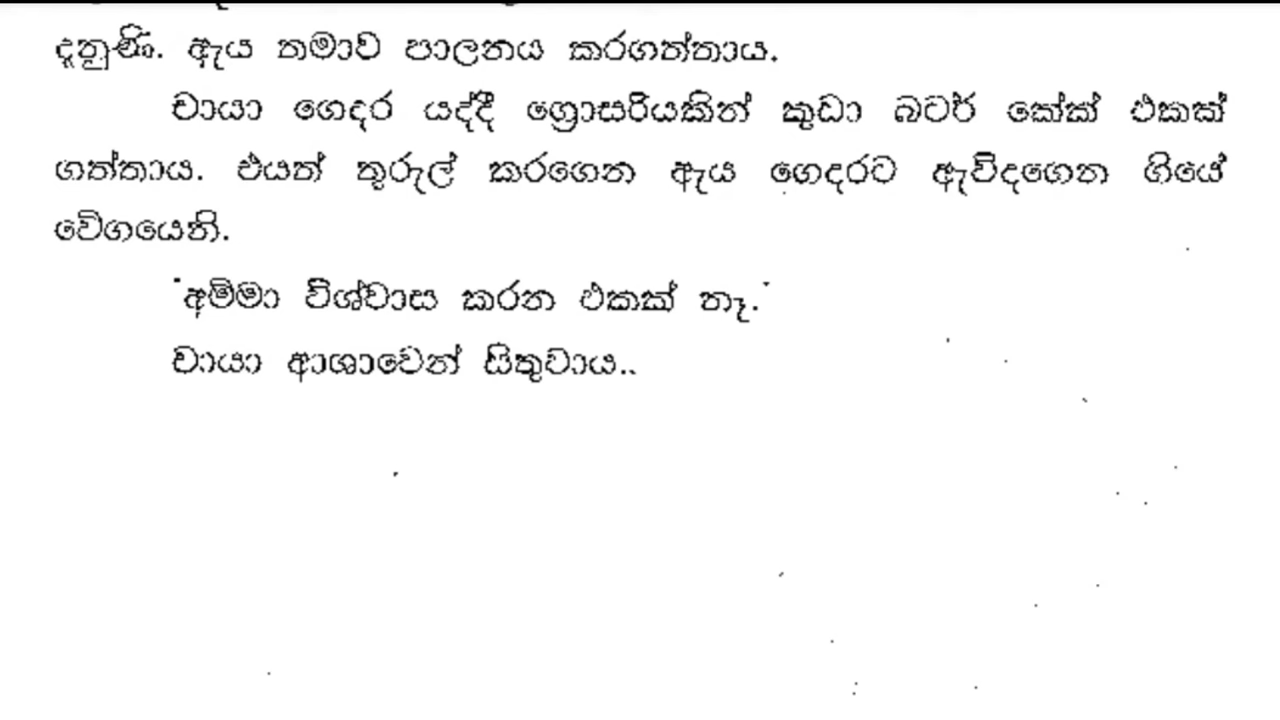 දැනුණි. ඇය තමාව පාලනය කරගත්තාය.
චායා ගෙදර යද්දී ග්‍රොසරියකින් කුඩා බටර් කේක් එකක්
ගත්තාය. එයත් තුරුල් කරගෙන ඇය ගෙදරට ඇවිදගෙන ගියේ
වේගයෙනි.
'අම්මා විශ්වාස කරන එකක් නෑ.'
චායා ආශාවෙන් සිතුවාය..